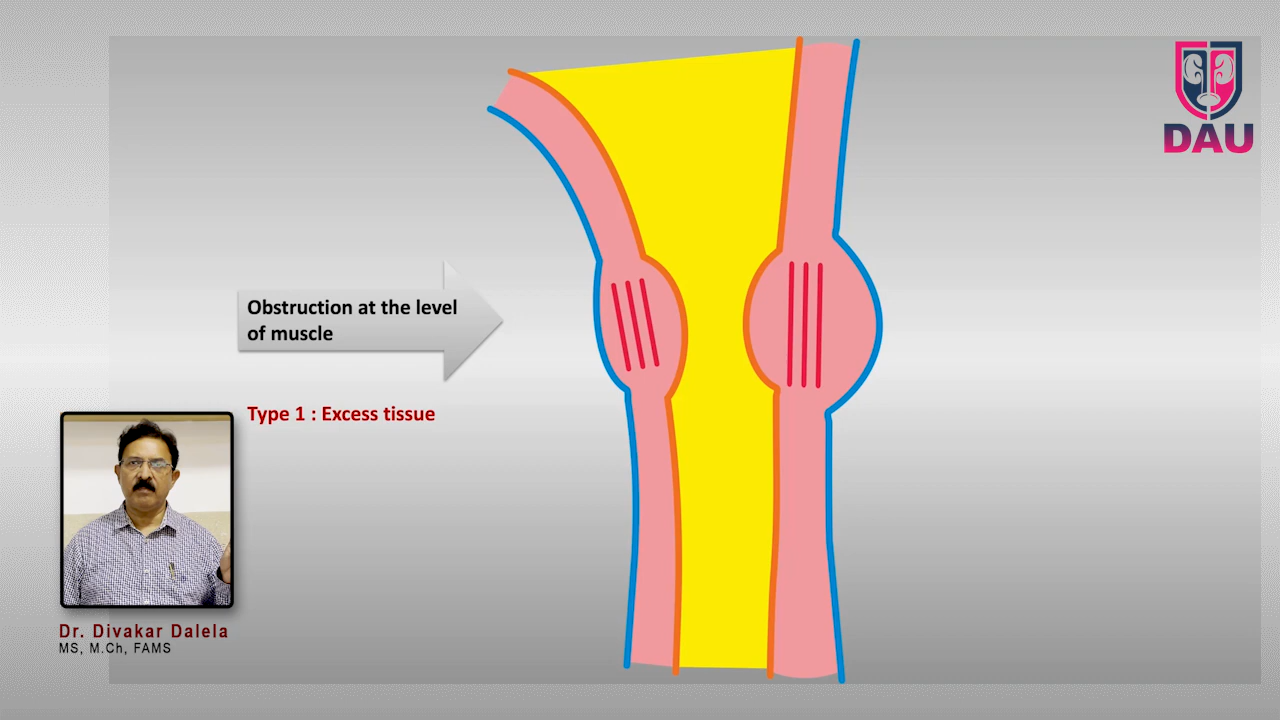 DAU
Obstruction at the level
of muscle
Type 1 : Excess tissue
Dr. Divakar Dalela
MS, M.Ch, FAMS